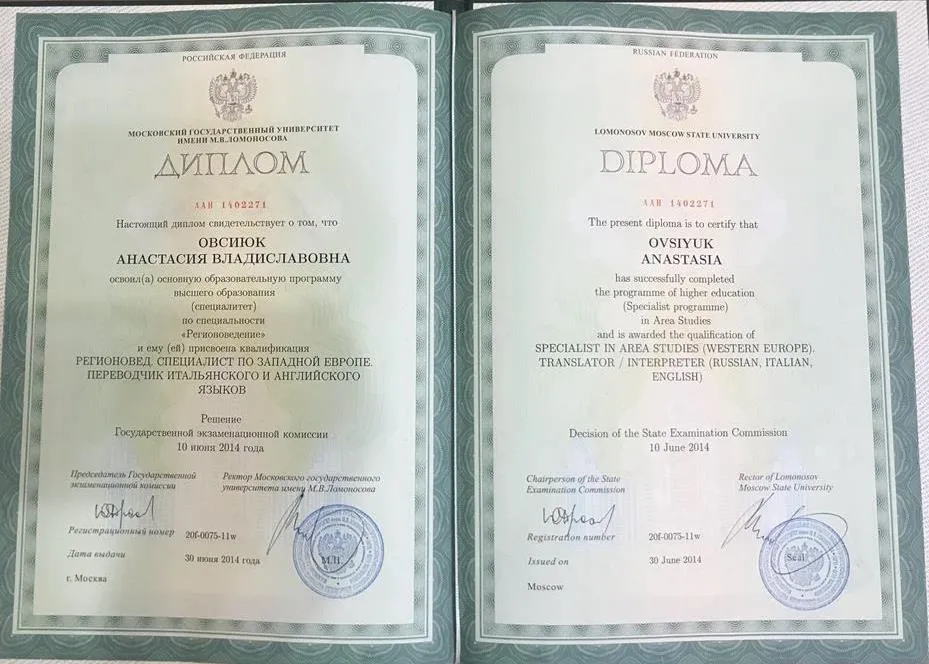 РОССИЙСКАЯ ФЕДЕРАЦИЯ
МОСКОВСКИЙ ГОСУДАРСТВЕННЫЙ УНИВЕРСИТЕТ
ИМЕНИ М.В.ЛОМОНОСОВА
ДИПЛОМ
ААН 1402271
Настоящий диплом свидетельствует о том, что
ОВСИЮК
АНАСТАСИЯ ВЛАДИСЛАВОВНА
освоил(а) основную образовательную программу
высшего образования
(специалитет)
по специальности
«Регионоведение»
и ему (ей) присвоена квалификация
РЕГИОНОВЕД. СПЕЦИАЛИСТ ПО ЗАПАДНОЙ ЕВРОПЕ.
ПЕРЕВОДЧИК ИТАЛЬЯНСКОГО И АНГЛИЙСКОГО
ЯЗЫКОВ
Решение
Государственной экзаменационной комиссии
10 июня 2014 года
Председатель Государственной
экзаменационной комиссии
Ректор Московского государственного
университета имени М.В.Ломоносова
Регистрационный номер 20f-0075-11w
Дата выдачи 30 июня 2014 года
М.П.
г. Москва
RUSSIAN FEDERATION
LOMONOSOV MOSCOW STATE UNIVERSITY
DIPLOMA
ААН 1402271
The present diploma is to certify that
OVSIYUK
ANASTASIA
has successfully completed
the programme of higher education
(Specialist programme)
in Area Studies
and is awarded the qualification of
SPECIALIST IN AREA STUDIES (WESTERN EUROPE).
TRANSLATOR / INTERPRETER (RUSSIAN, ITALIAN,
ENGLISH)
Decision of the State Examination Commission
10 June 2014
Chairperson of the State
Examination Commission
Rector of Lomonosov
Moscow State University
Registration number 20f-0075-11w
Issued on 30 June 2014
Seal
Moscow